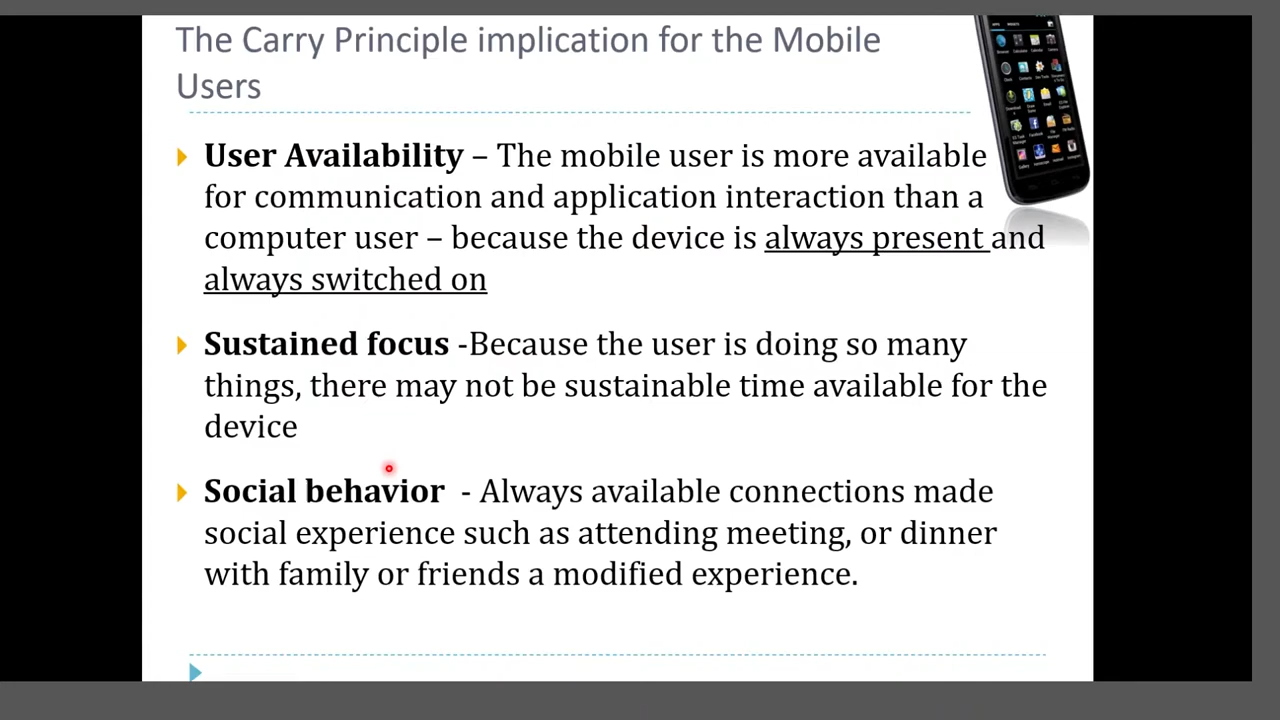 The Carry Principle implication for the Mobile
Users
User Availability – The mobile user is more available
for communication and application interaction than a
computer user – because the device is always present and
always switched on
Sustained focus -Because the user is doing so many
things, there may not be sustainable time available for the
device
Social behavior - Always available connections made
social experience such as attending meeting, or dinner
with family or friends a modified experience.